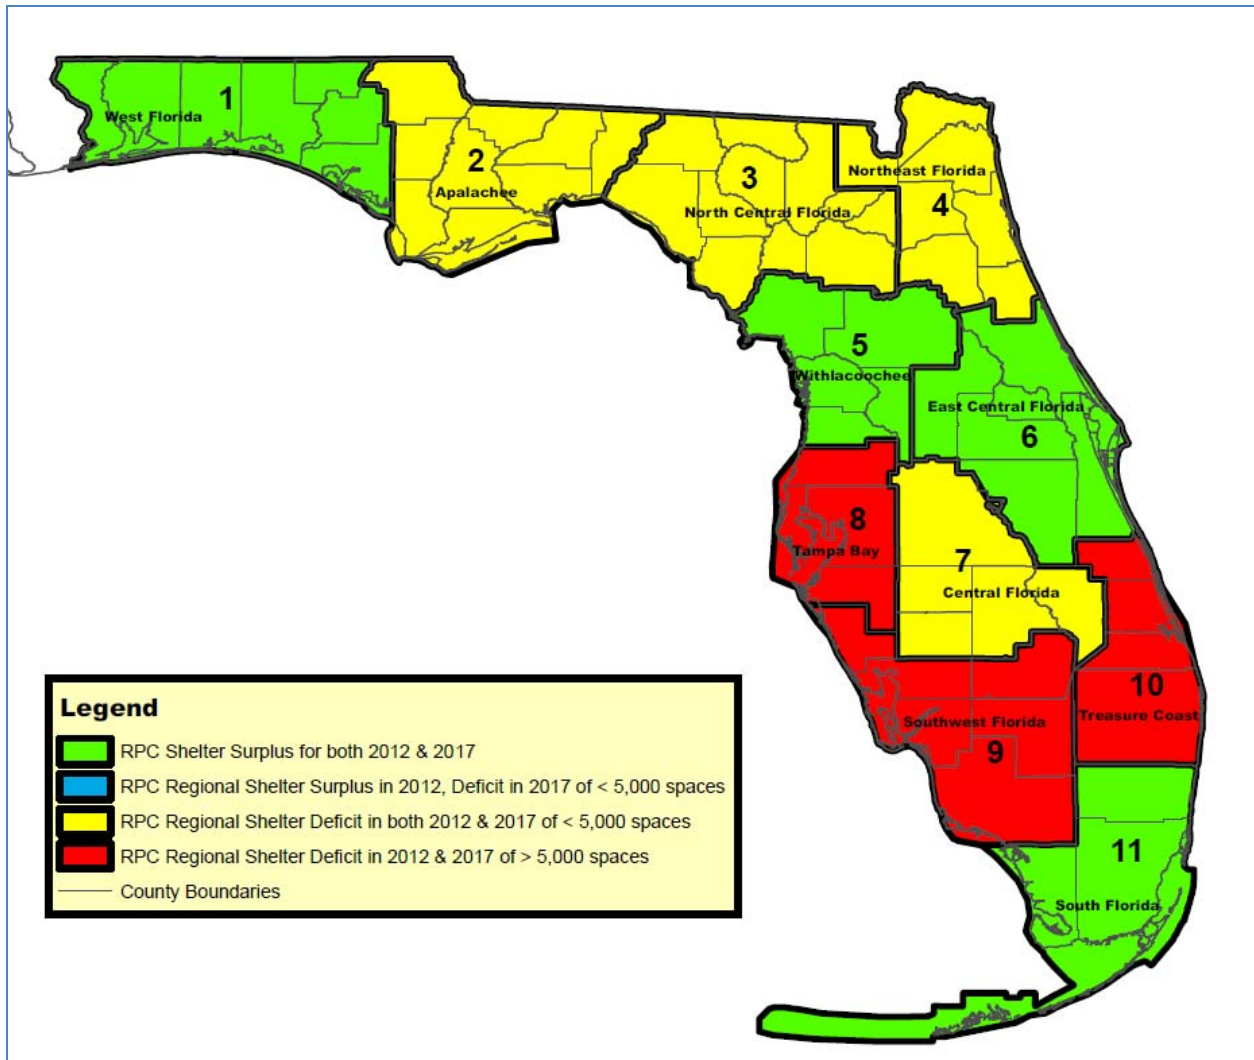 1
West Florida
2
Apalachee
3
North Central Florida
Northeast Florida
4
5
Withlacoochee
East Central Florida
6
8
Tampa Bay
7
Central Florida
10
Treasure Coast
Southwest Florida
9
11
South Florida
Legend
RPC Shelter Surplus for both 2012 & 2017
RPC Regional Shelter Surplus in 2012, Deficit in 2017 of < 5,000 spaces
RPC Regional Shelter Deficit in both 2012 & 2017 of < 5,000 spaces
RPC Regional Shelter Deficit in 2012 & 2017 of > 5,000 spaces
County Boundaries